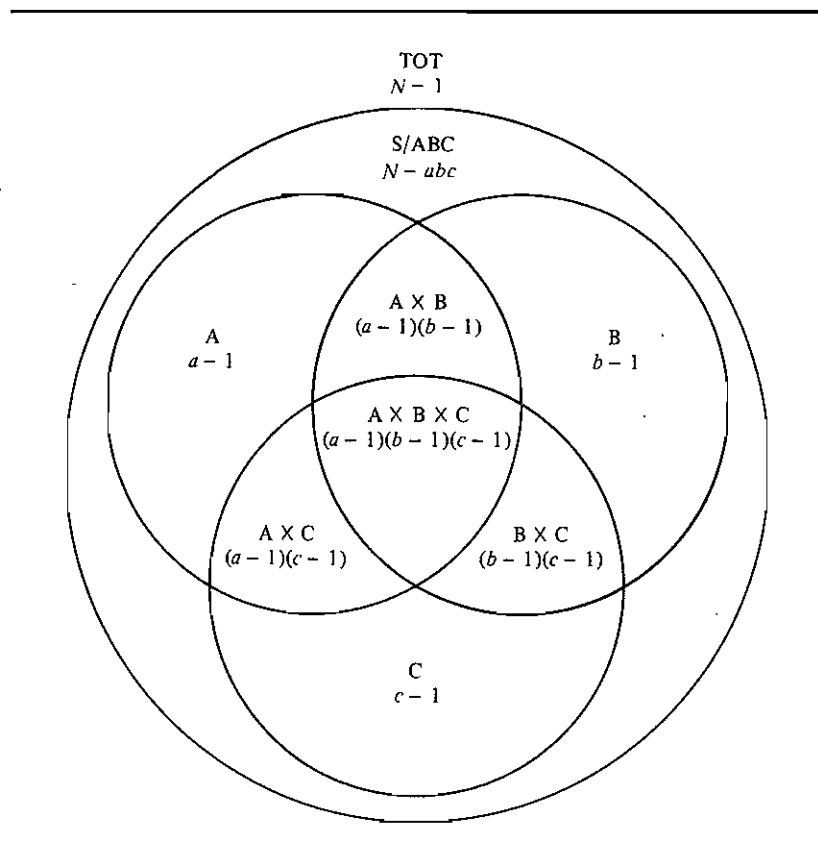 TOT
N − 1
S/ABC
N − abc
A × B
(a − 1)(b − 1)
A
a − 1
B
b − 1
A × B × C
(a − 1)(b − 1)(c − 1)
A × C
(a − 1)(c − 1)
B × C
(b − 1)(c − 1)
C
c − 1